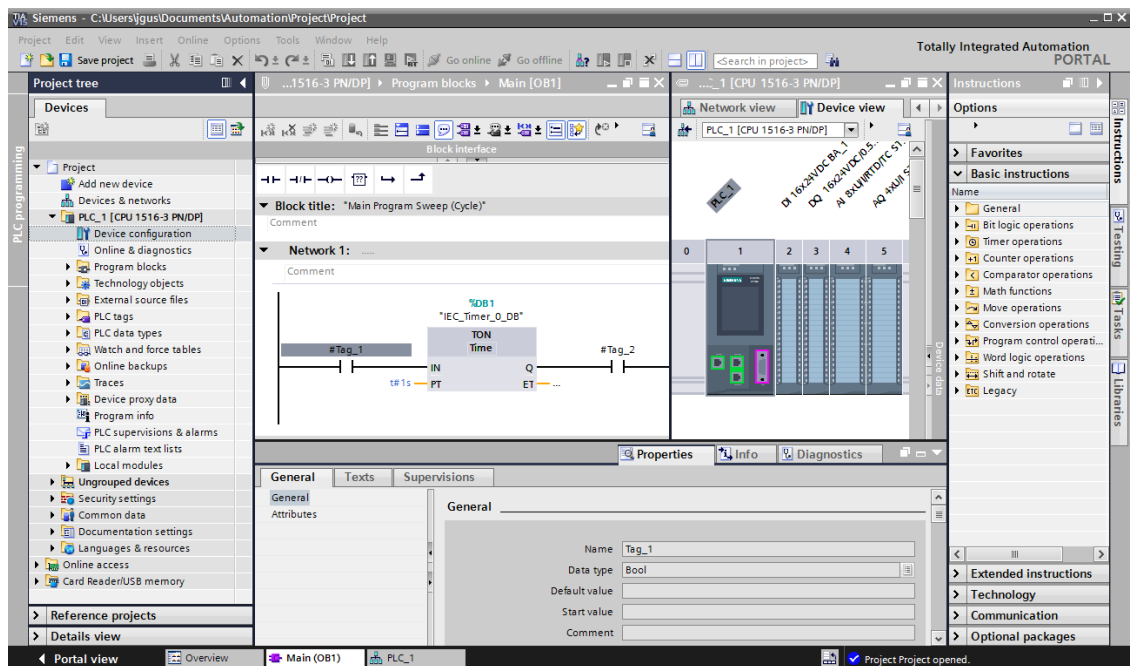 Siemens - C:\Users\jgus\Documents\Automation\Project\Project
Project Edit View Insert Online Options Tools Window Help
Totally Integrated Automation
PORTAL
Save project
Go online
Go offline
<Search in project>
Project tree
Devices
PLC programming
Project
Add new device
Devices & networks
PLC_1 [CPU 1516-3 PN/DP]
Device configuration
Online & diagnostics
Program blocks
Technology objects
External source files
PLC tags
PLC data types
Watch and force tables
Online backups
Traces
Device proxy data
Program info
PLC supervisions & alarms
PLC alarm text lists
Local modules
Ungrouped devices
Security settings
Common data
Documentation settings
Languages & resources
Online access
Card Reader/USB memory
Reference projects
Details view
...1516-3 PN/DP] Program blocks Main [OB1]
Block interface
Block title: "Main Program Sweep (Cycle)"
Comment
Network 1: .....
Comment
%DB1
"IEC_Timer_0_DB"
TON
Time
#Tag_1
#Tag_2
IN
Q
t#1s
PT
ET
...
..._1 [CPU 1516-3 PN/DP]
Network view
Device view
PLC_1 [CPU 1516-3 PN/DP]
PLC_1
DI 16x24VDC BA_1
DQ 16x24VDC/0.5...
AI 8xU/I/RTD/TC S1...
AQ 4xU/I S
0 1 2 3 4 5
SIEMENS
Device data
Properties
Info
Diagnostics
General
Texts
Supervisions
General
Attributes
General
Name Tag_1
Data type Bool
Default value
Start value
Comment
Instructions
Options
Favorites
Basic instructions
Name
General
Bit logic operations
Timer operations
Counter operations
Comparator operations
Math functions
Move operations
Conversion operations
Program control operati...
Word logic operations
Shift and rotate
Legacy
Extended instructions
Technology
Communication
Optional packages
Instructions
Testing
Tasks
Libraries
Portal view
Overview
Main (OB1)
PLC_1
Project Project opened.